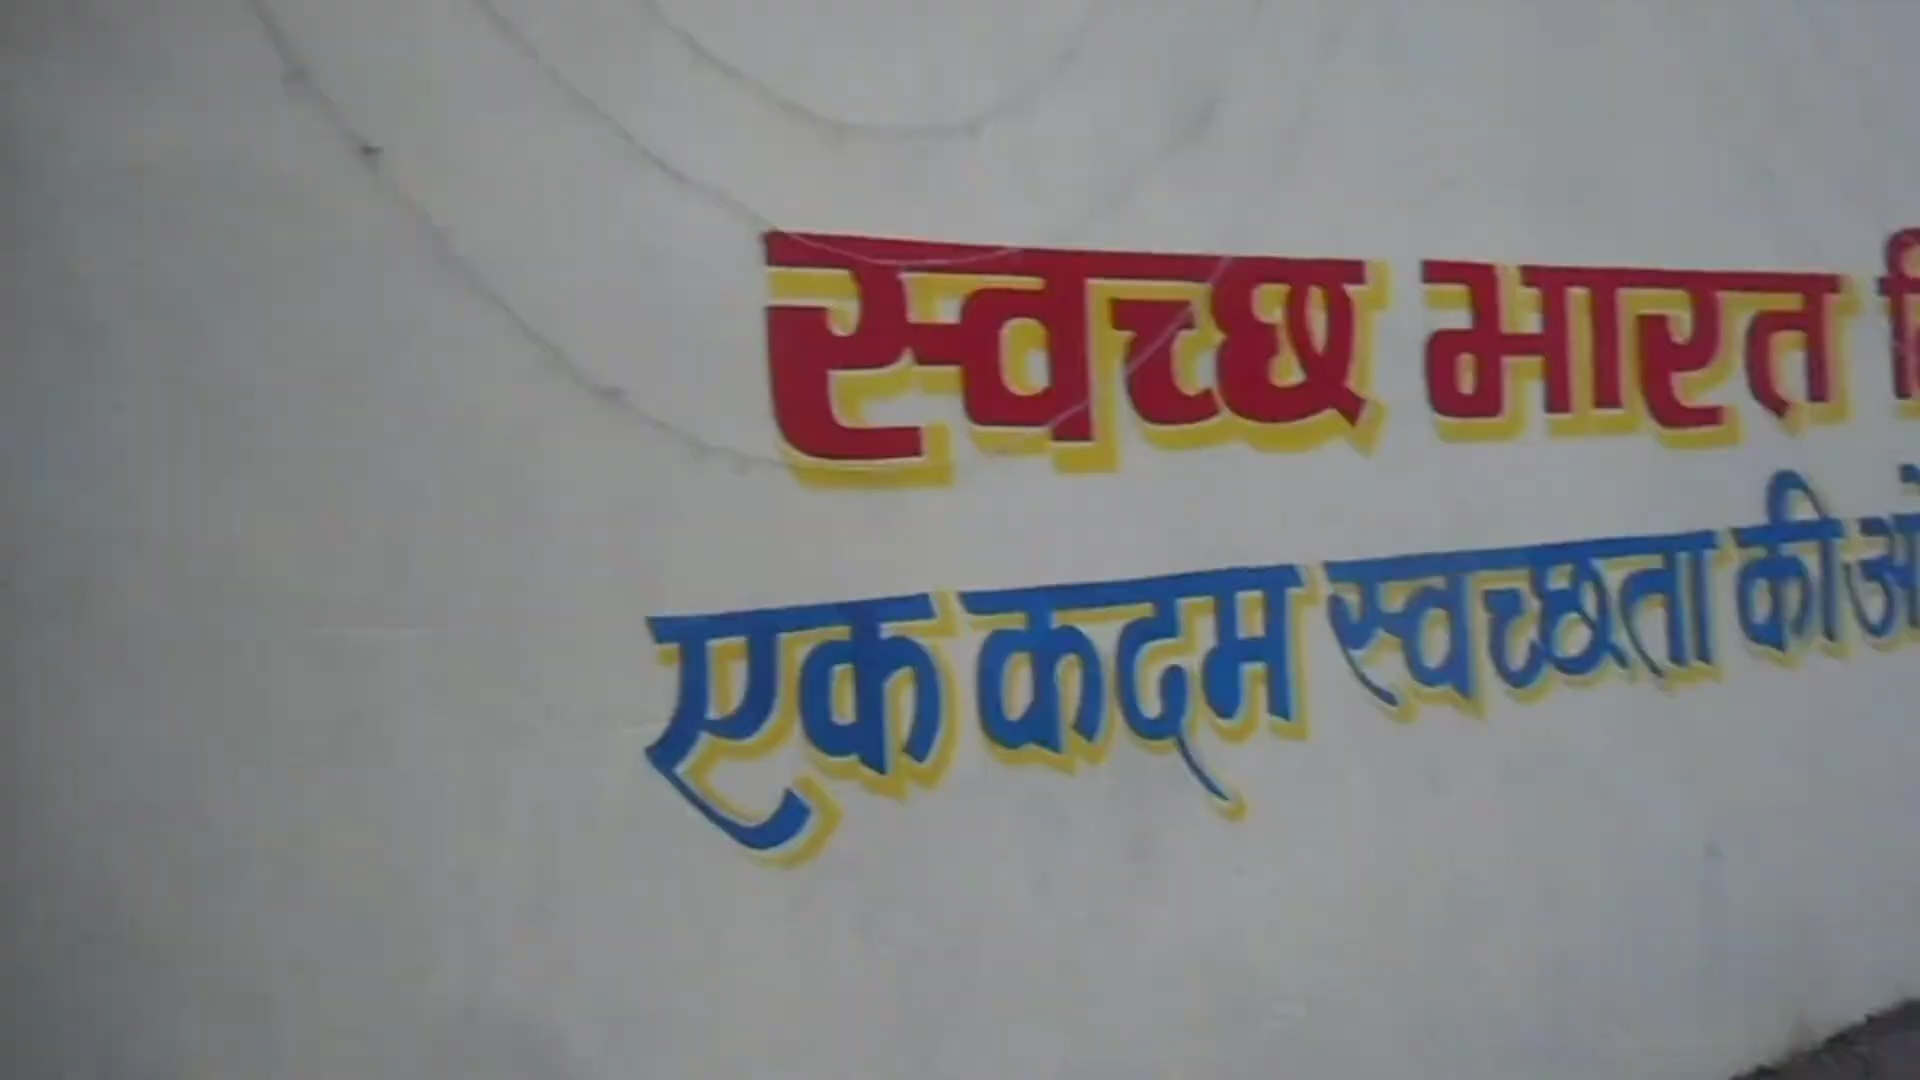 स्वच्छ भारत
एक कदम स्वच्छता की